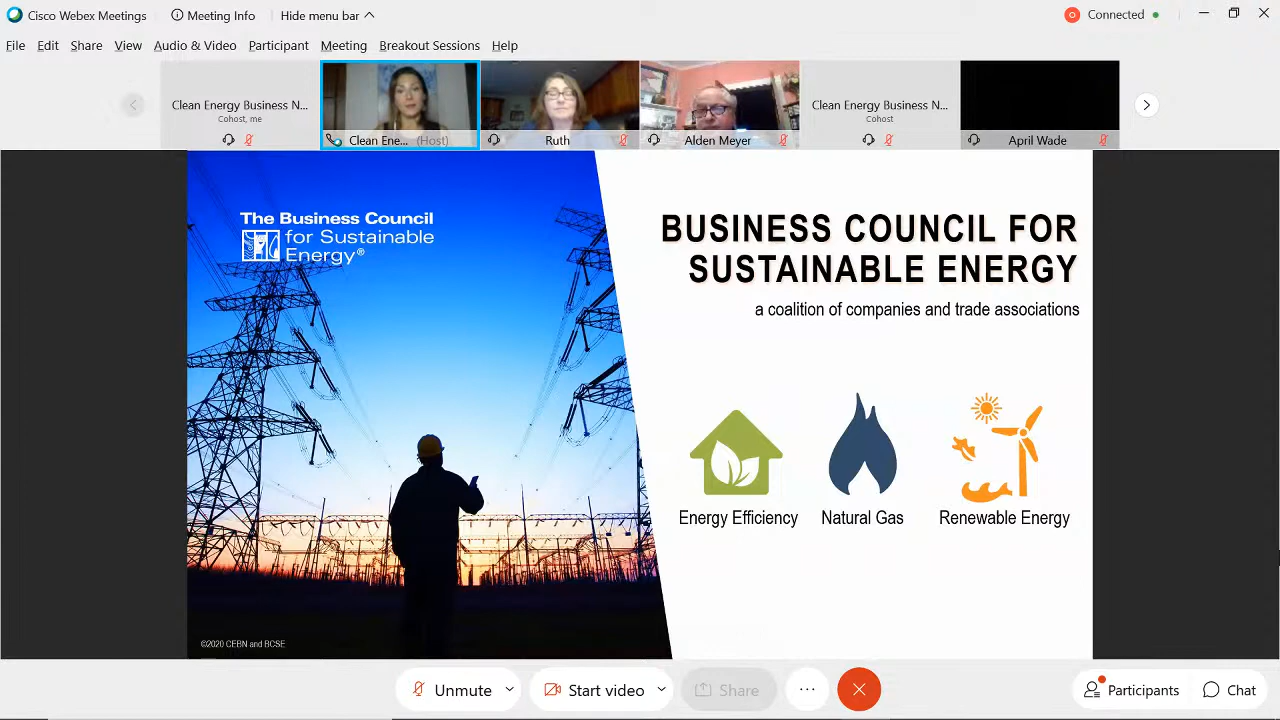 Cisco Webex Meetings
Meeting Info
Hide menu bar
Connected
File Edit Share View Audio & Video Participant Meeting Breakout Sessions Help
Clean Energy Business N...
Cohost, me
Clean Ene... (Host)
Ruth
Alden Meyer
Clean Energy Business N...
Cohost
April Wade
The Business Council
for Sustainable
Energy®
BUSINESS COUNCIL FOR
SUSTAINABLE ENERGY
a coalition of companies and trade associations
Energy Efficiency
Natural Gas
Renewable Energy
©2020 CEBN and BCSE
Unmute
Start video
Share
Participants
Chat